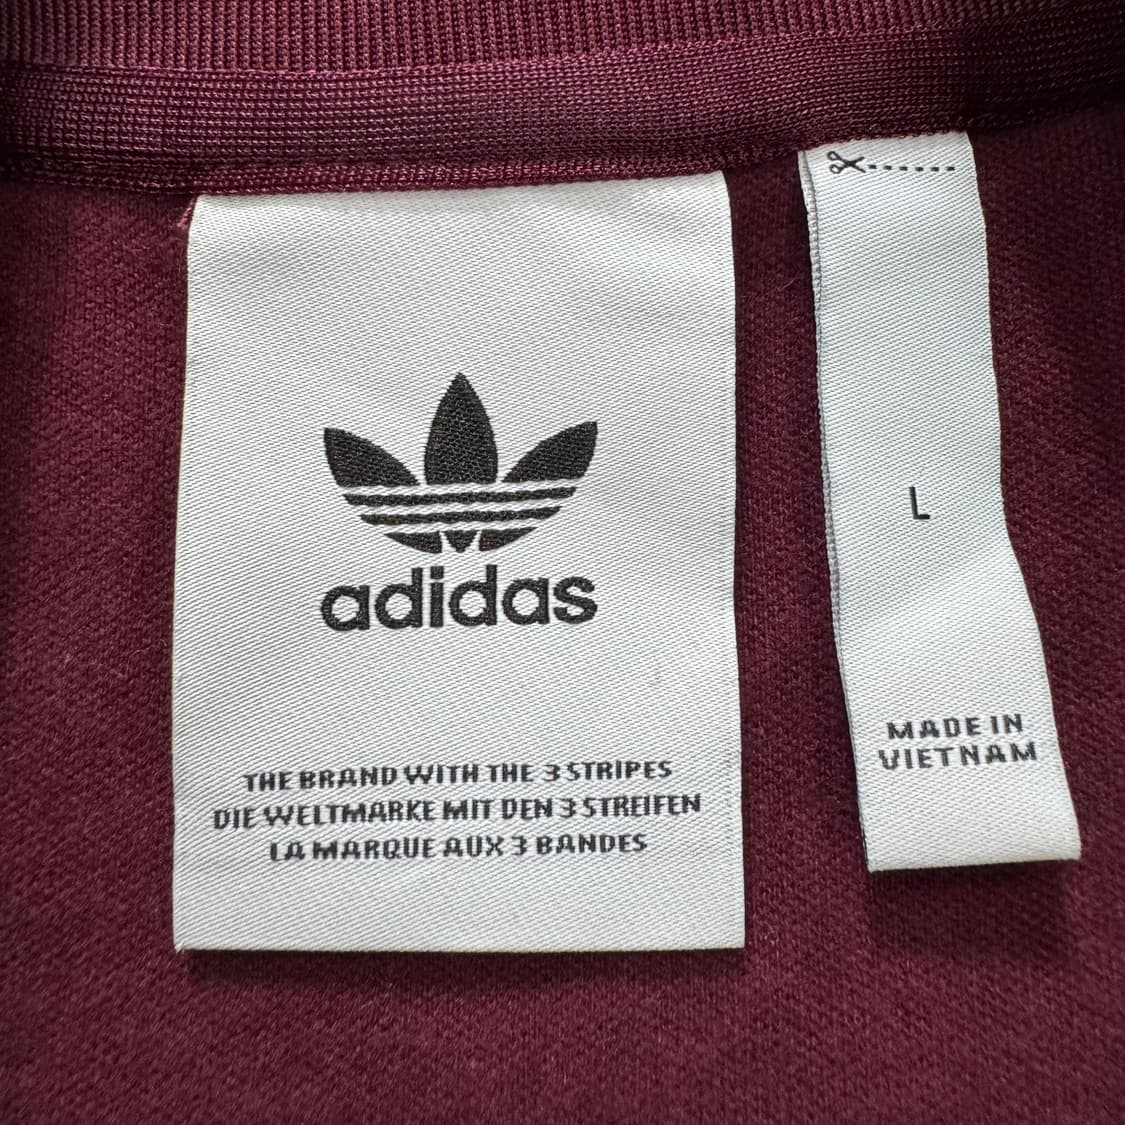 adidas
THE BRAND WITH THE 3 STRIPES
DIE WELTMARKE MIT DEN 3 STREIFEN
LA MARQUE AUX 3 BANDES
L
MADE IN
VIETNAM